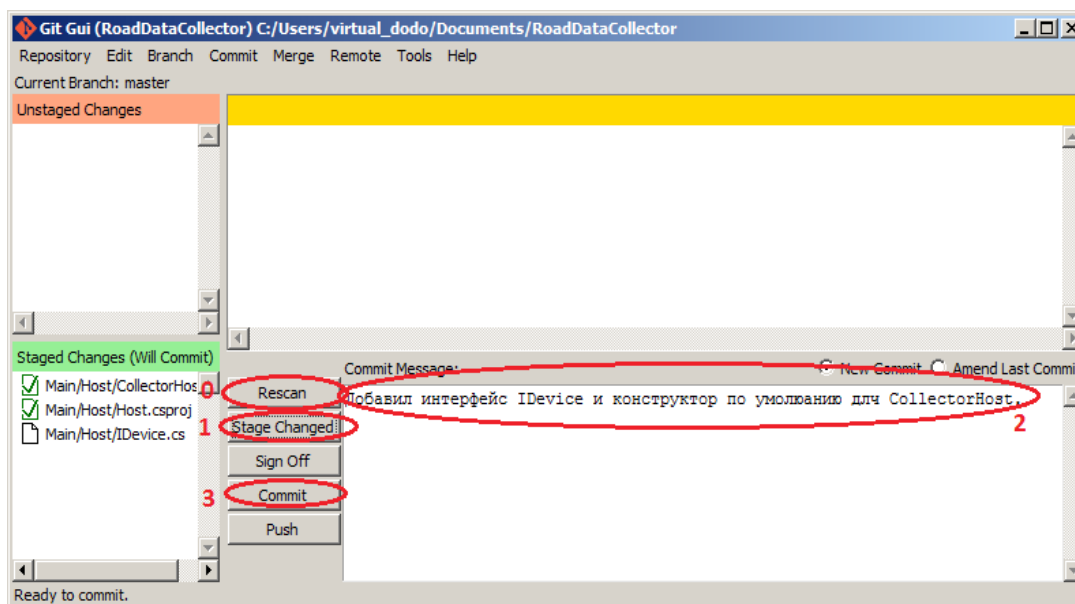 Git Gui (RoadDataCollector) C:/Users/virtual_dodo/Documents/RoadDataCollector
Repository Edit Branch Commit Merge Remote Tools Help
Current Branch: master
Unstaged Changes
Staged Changes (Will Commit)
Main/Host/CollectorHos
Main/Host/Host.csproj
Main/Host/IDevice.cs
0
Rescan
1
Stage Changed
Sign Off
3
Commit
Push
Commit Message:
New Commit
Amend Last Commi
Добавил интерфейс IDevice и конструктор по умолюанию длч CollectorHost.
2
Ready to commit.